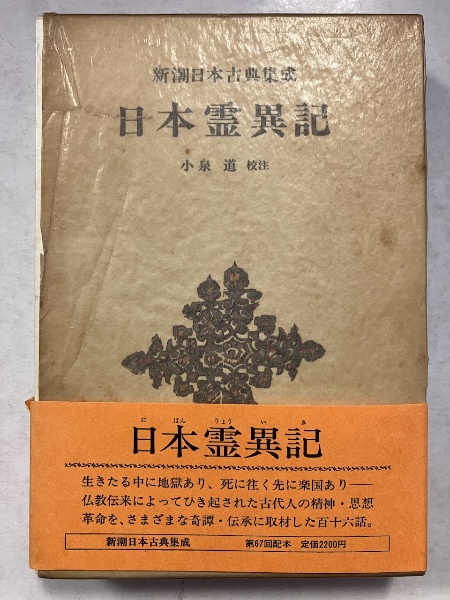 新潮日本古典集成
日本霊異記
小泉 道 校注
にほんりょういき
日本霊異記
生きたる中に地獄あり、死に往く先に楽国あり――
仏教伝来によってひき起された古代人の精神・思想
革命を、さまざまな奇譚・伝承に取材した百十六話。
新潮日本古典集成 第67回配本 定価2200円